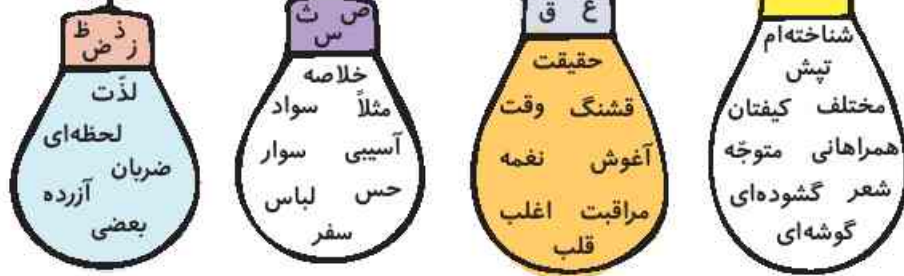 شناخته‌ام
تپش
مختلف کیفتان
همراهانی متوجّه
شعر گشوده‌ای
گوشه‌ای
غ ق
حقیقت
قشنگ وقت
آغوش نغمه
مراقبت اغلب
قلب
ص ث
س
خلاصه
مثلاً سواد
آسیبی سوار
حس لباس
سفر
ذ ظ
ز ض
لذّت
لحظه‌ای
ضربان
آزرده
بعضی